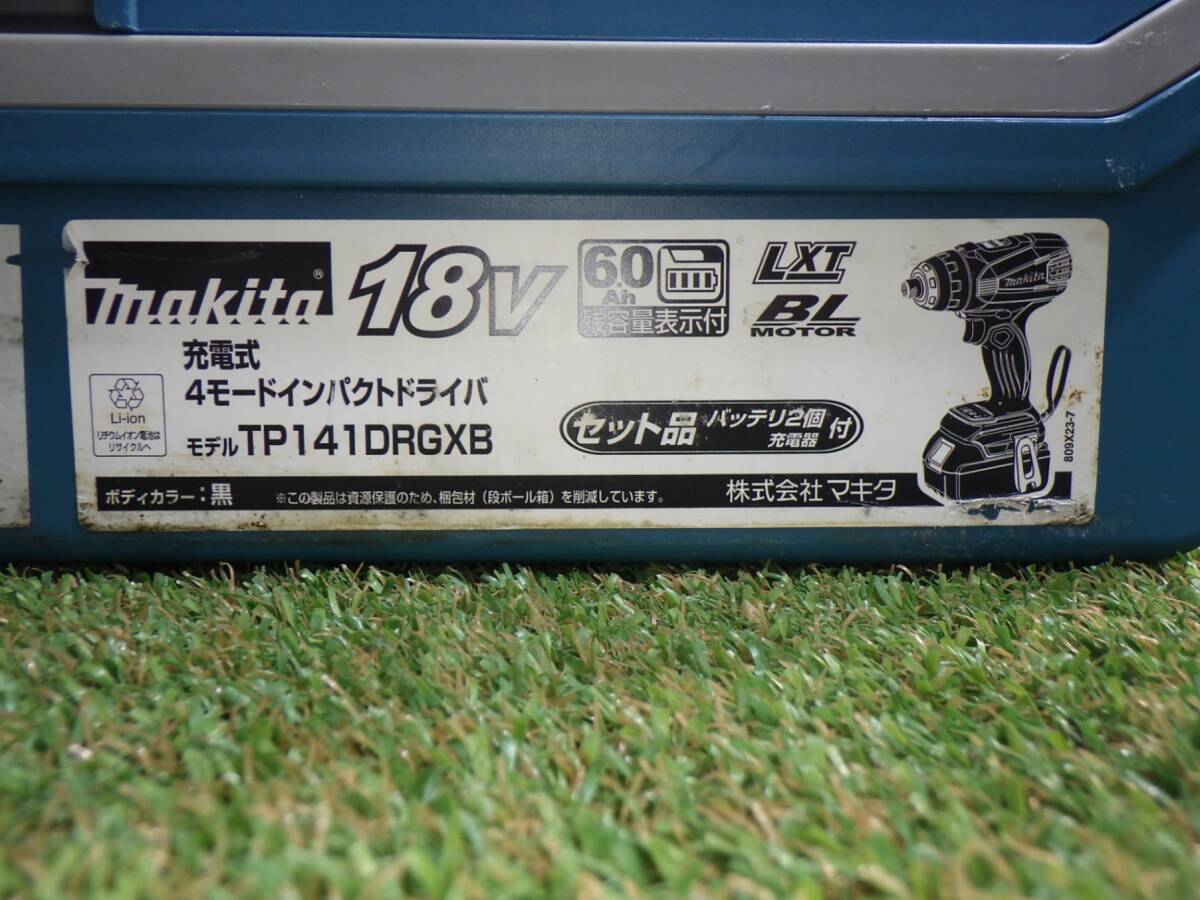 makita®
18V
6.0
Ah
残容量表示付
LXT
BL
MOTOR
makita
充電式
4モードインパクトドライバ
モデル TP141DRGXB
Li-ion
リチウムイオン電池は
リサイクルへ
セット品 バッテリ2個
充電器 付
809X23-7
ボディカラー：黒 ※この製品は資源保護のため、梱包材（段ボール箱）を削減しています。 株式会社マキタ